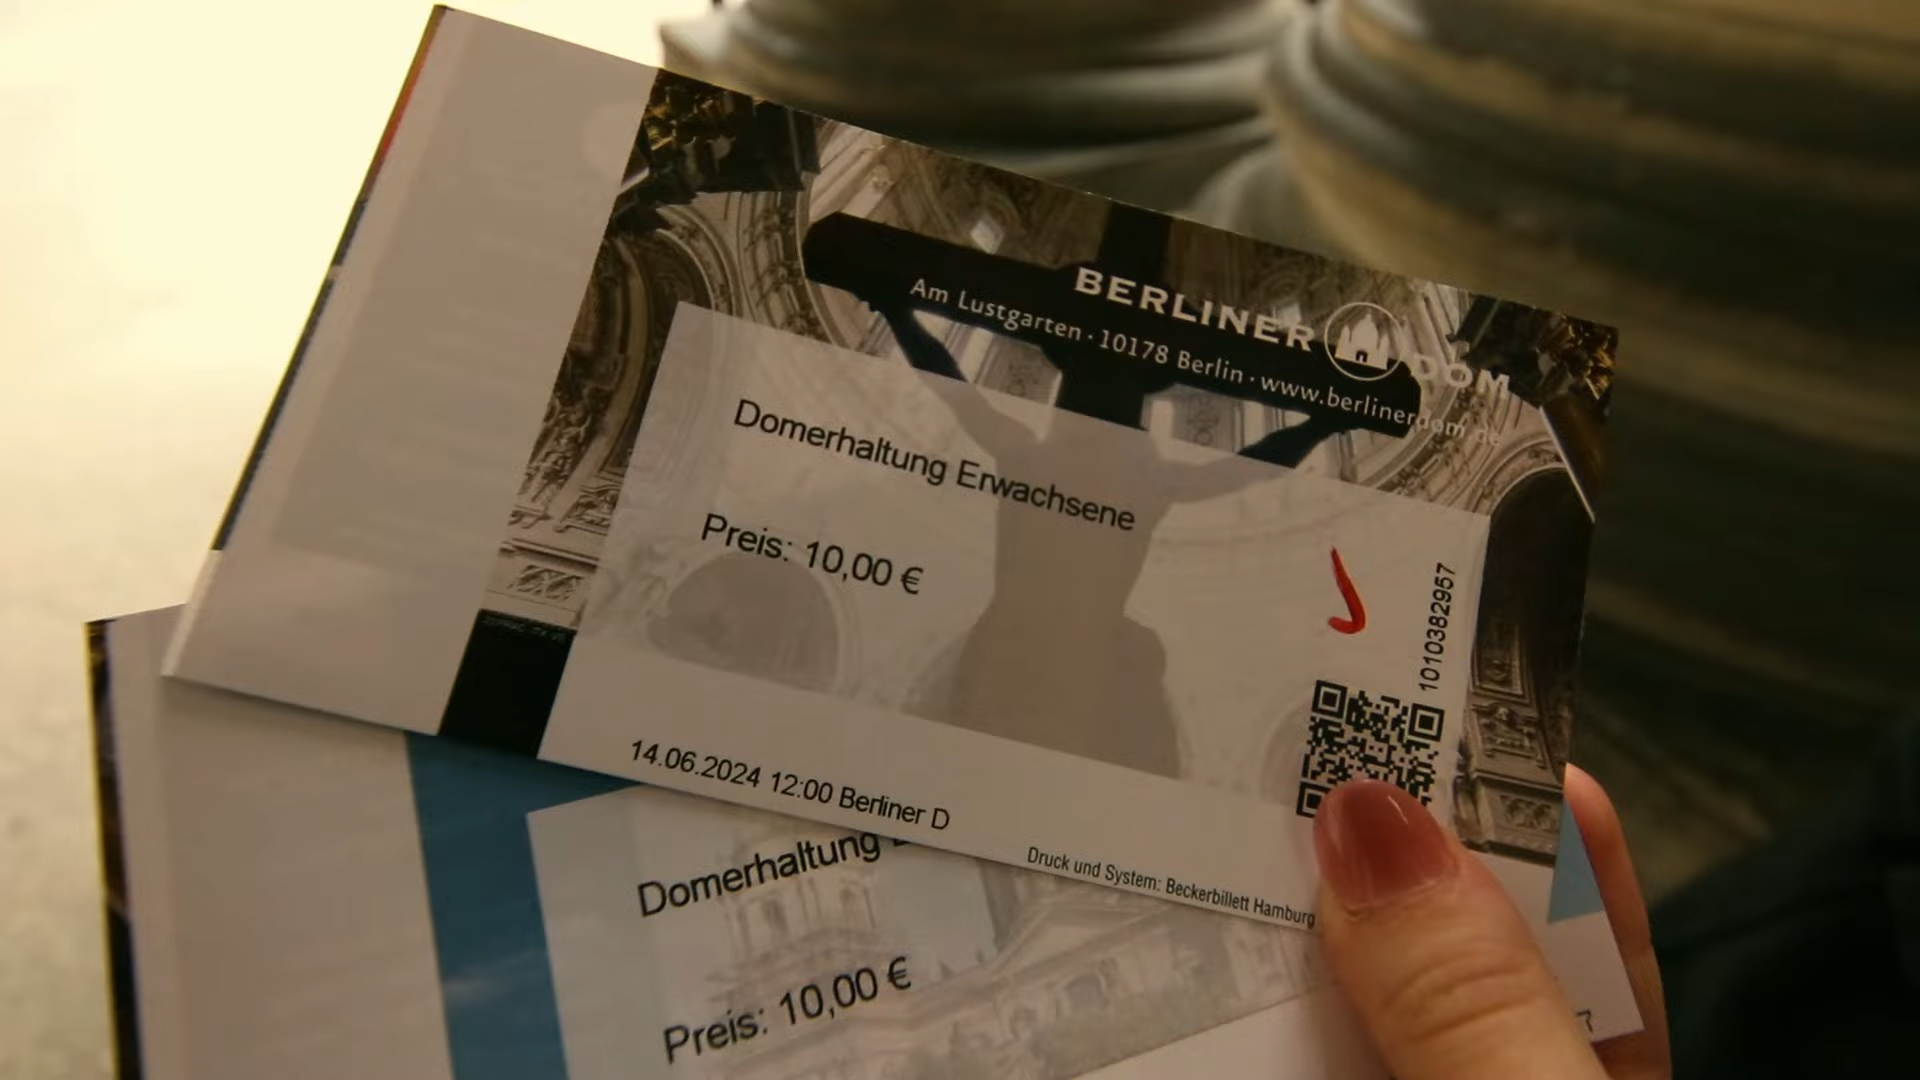 BERLINER DOM
Am Lustgarten · 10178 Berlin · www.berlinerdom.de
Domerhaltung Erwachsene
Preis: 10,00 €
1010382957
14.06.2024 12:00 Berliner D
Druck und System: Beckerbillett Hamburg
Domerhaltung
Preis: 10,00 €